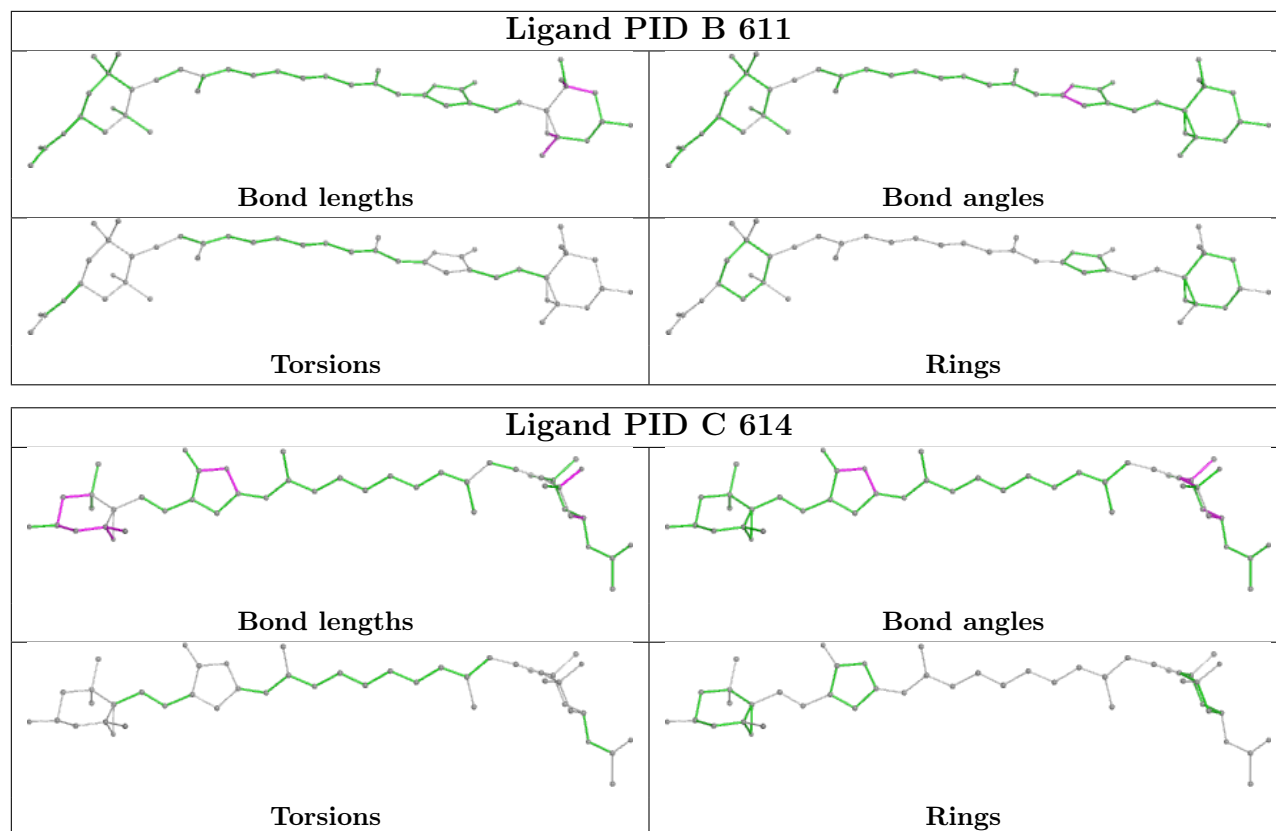 Ligand PID B 611
Bond lengths
Bond angles
Torsions
Rings
Ligand PID C 614
Bond lengths
Bond angles
Torsions
Rings